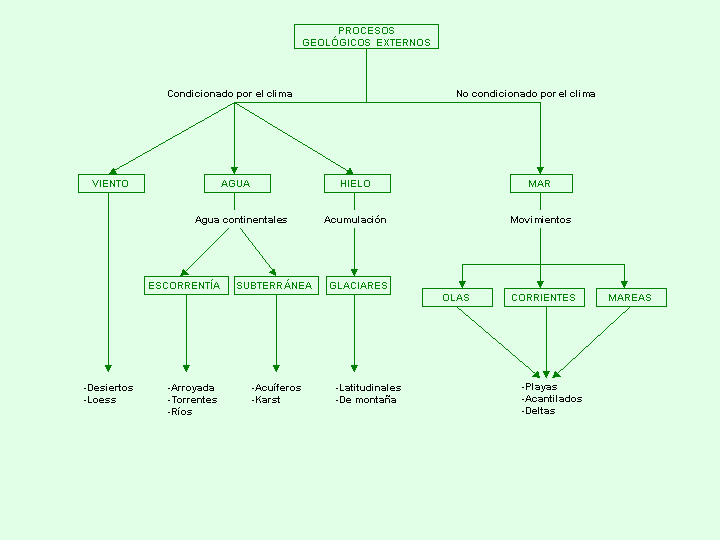 PROCESOS
GEOLÓGICOS EXTERNOS
Condicionado por el clima
No condicionado por el clima
VIENTO
AGUA
HIELO
MAR
Agua continentales
Acumulación
Movimientos
ESCORRENTÍA
SUBTERRÁNEA
GLACIARES
OLAS
CORRIENTES
MAREAS
-Desiertos
-Loess
-Arroyada
-Torrentes
-Ríos
-Acuíferos
-Karst
-Latitudinales
-De montaña
-Playas
-Acantilados
-Deltas